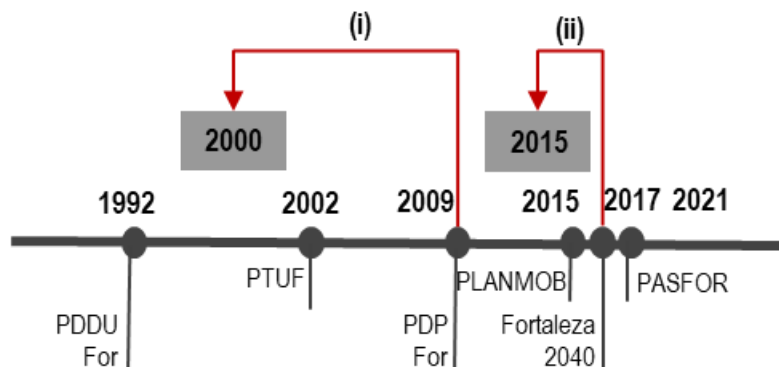 (i)
(ii)
2000
2015
1992
2002
2009
2015
2017
2021
PTUF
PLANMOB
PASFOR
PDDU
For
PDP
For
Fortaleza
2040